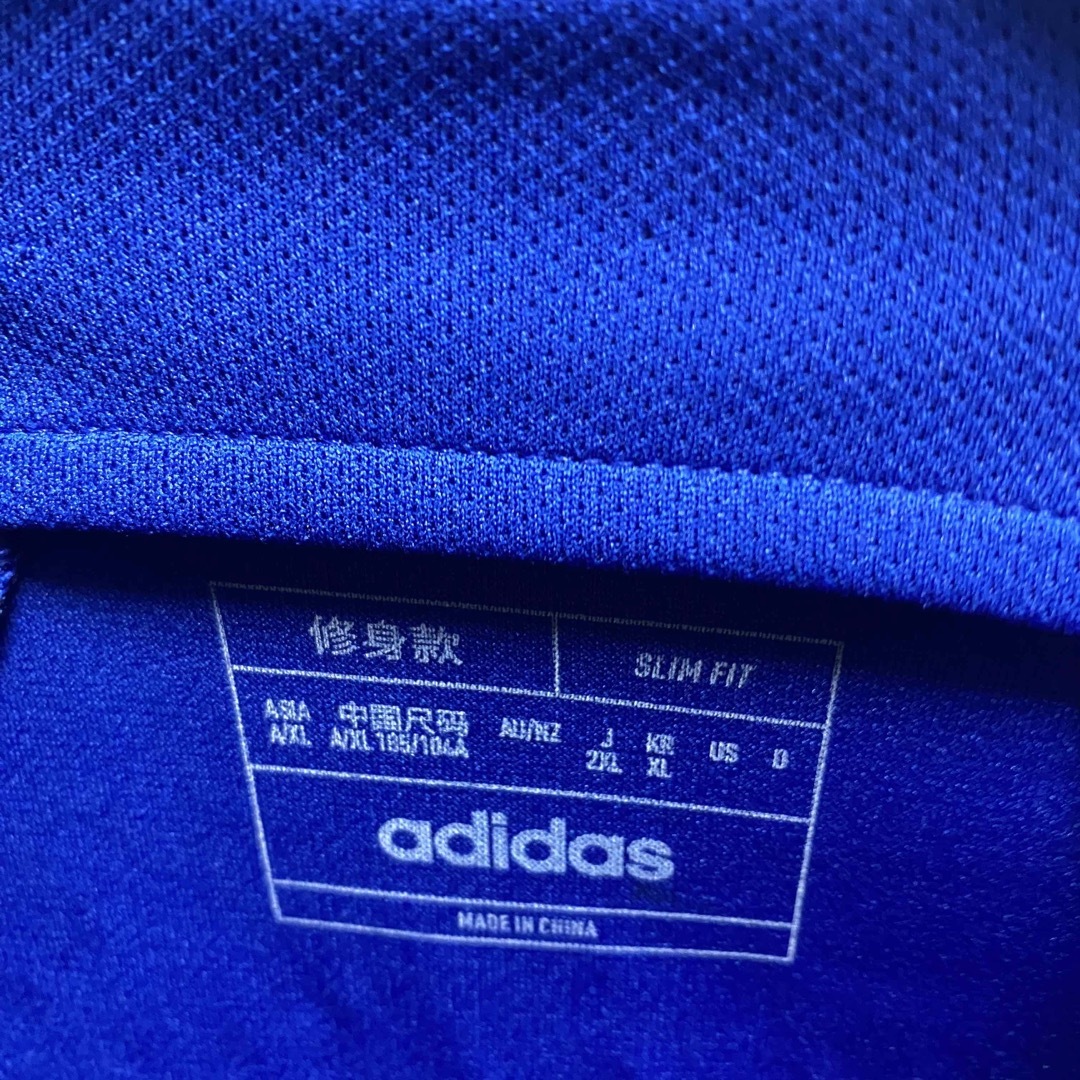 修身款 SLIM FIT
ASIA 中国尺码 AU/NZ J KR US D
A/XL A/XL 185/104A 2XL XL
adidas
MADE IN CHINA